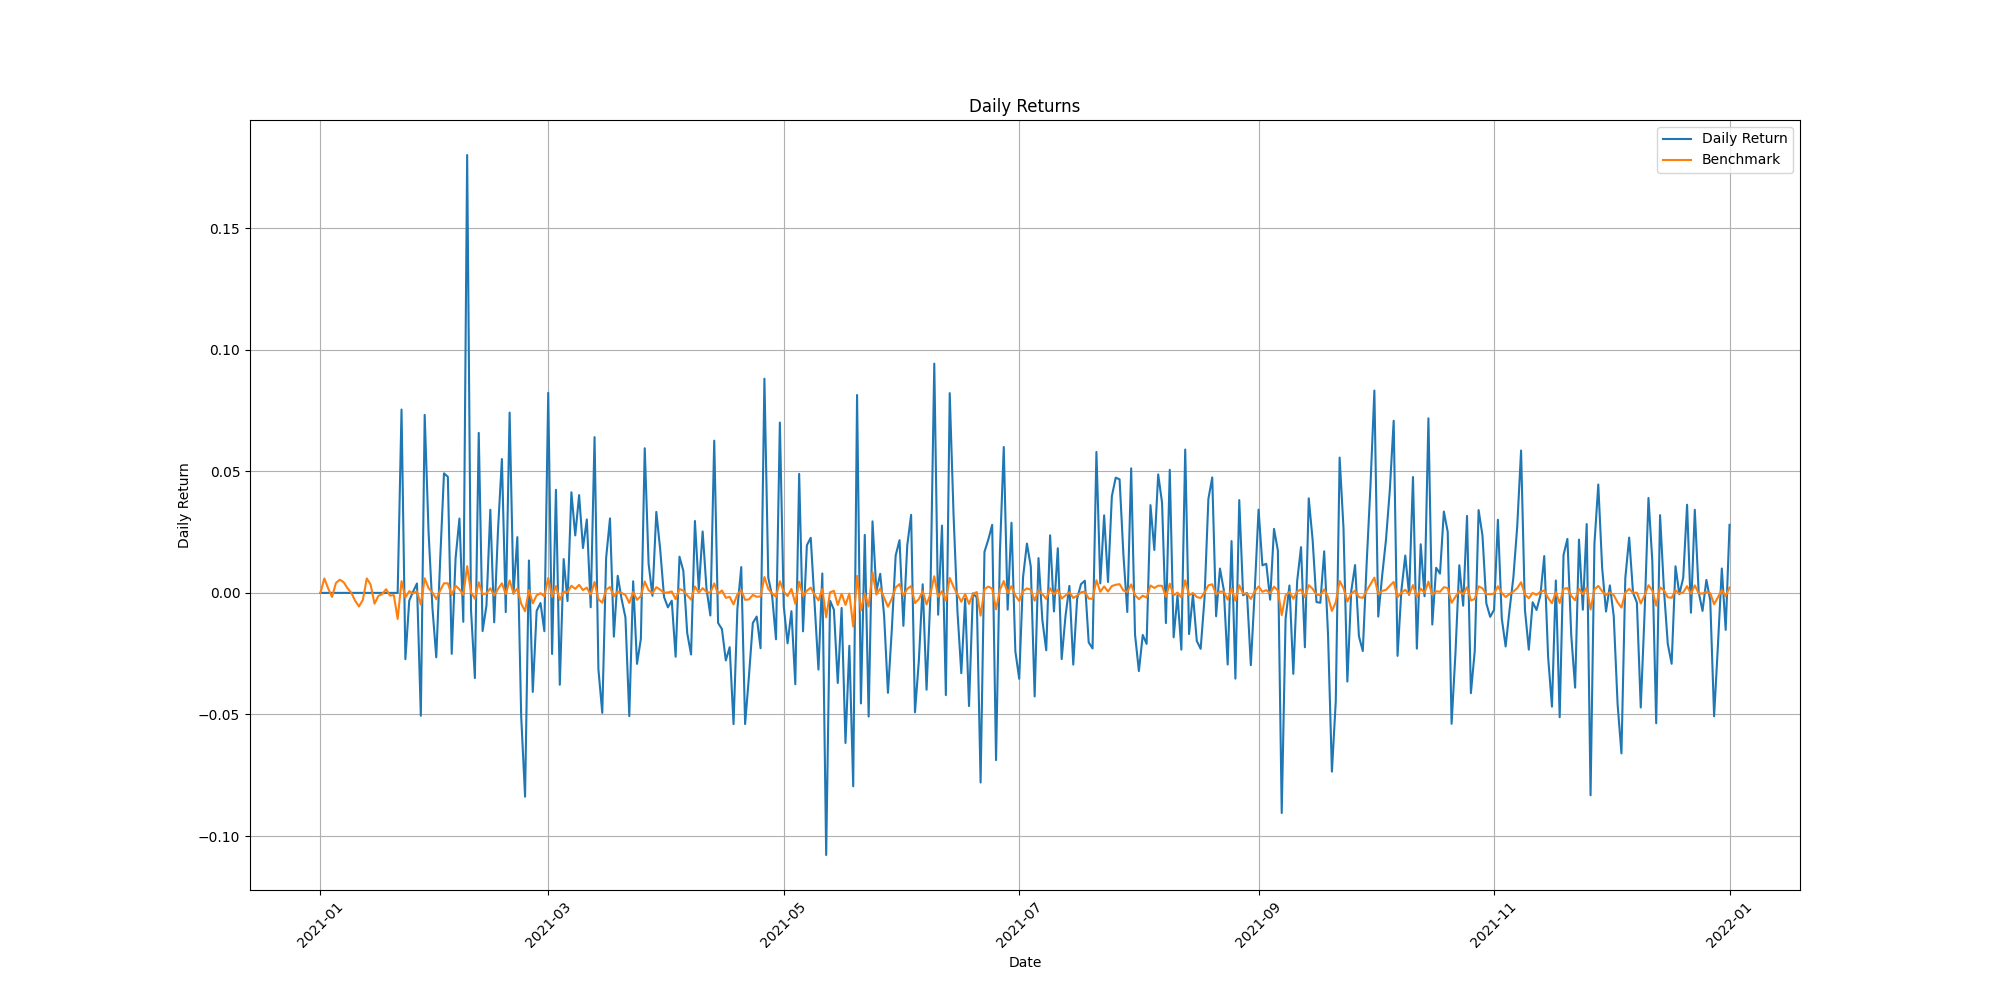 Daily Returns
Daily Return
Benchmark
0.15
0.10
0.05
0.00
−0.05
−0.10
Daily Return
2021-01
2021-03
2021-05
2021-07
2021-09
2021-11
2022-01
Date